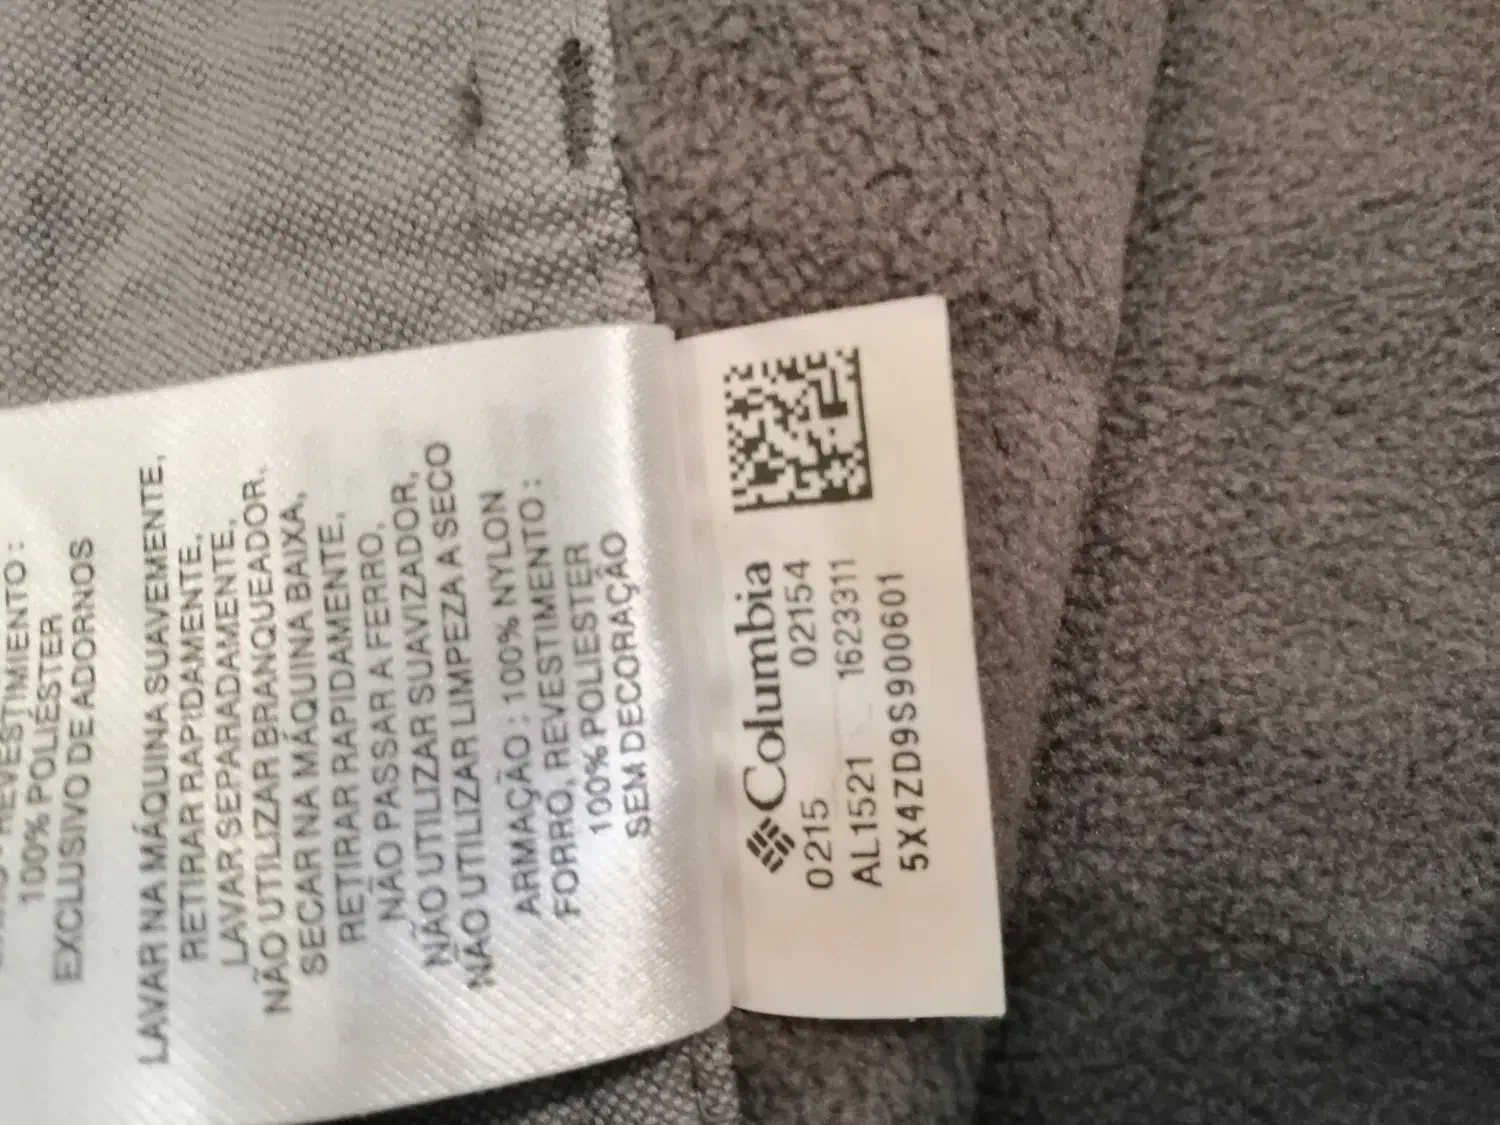 100% POLIÉSTER
EXCLUSIVO DE ADORNOS
LAVAR NA MÁQUINA SUAVEMENTE,
RETIRAR RAPIDAMENTE,
LAVAR SEPARADAMENTE,
NÃO UTILIZAR BRANQUEADOR,
SECAR NA MÁQUINA BAIXA,
RETIRAR RAPIDAMENTE,
NÃO PASSAR A FERRO,
NÃO UTILIZAR SUAVIZADOR,
NÃO UTILIZAR LIMPEZA A SECO
ARMAÇÃO : 100% NYLON
FORRO, REVESTIMENTO :
100% POLIESTER
SEM DECORAÇÃO
Columbia
0215 02154
AL1521 1623311
5X4ZD9S900601